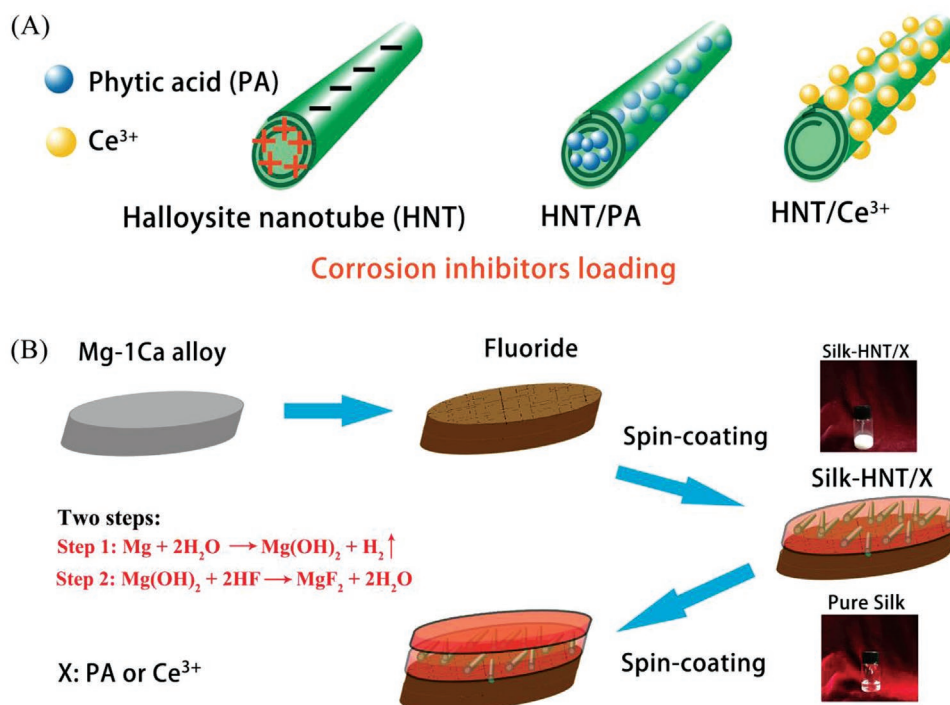 (A)
Phytic acid (PA)
Ce³⁺
Halloysite nanotube (HNT)
HNT/PA
HNT/Ce³⁺
Corrosion inhibitors loading
(B)
Mg-1Ca alloy
Fluoride
Silk-HNT/X
Spin-coating
Silk-HNT/X
Two steps:
Step 1: Mg + 2H₂O → Mg(OH)₂ + H₂↑
Step 2: Mg(OH)₂ + 2HF → MgF₂ + 2H₂O
Pure Silk
Spin-coating
X: PA or Ce³⁺